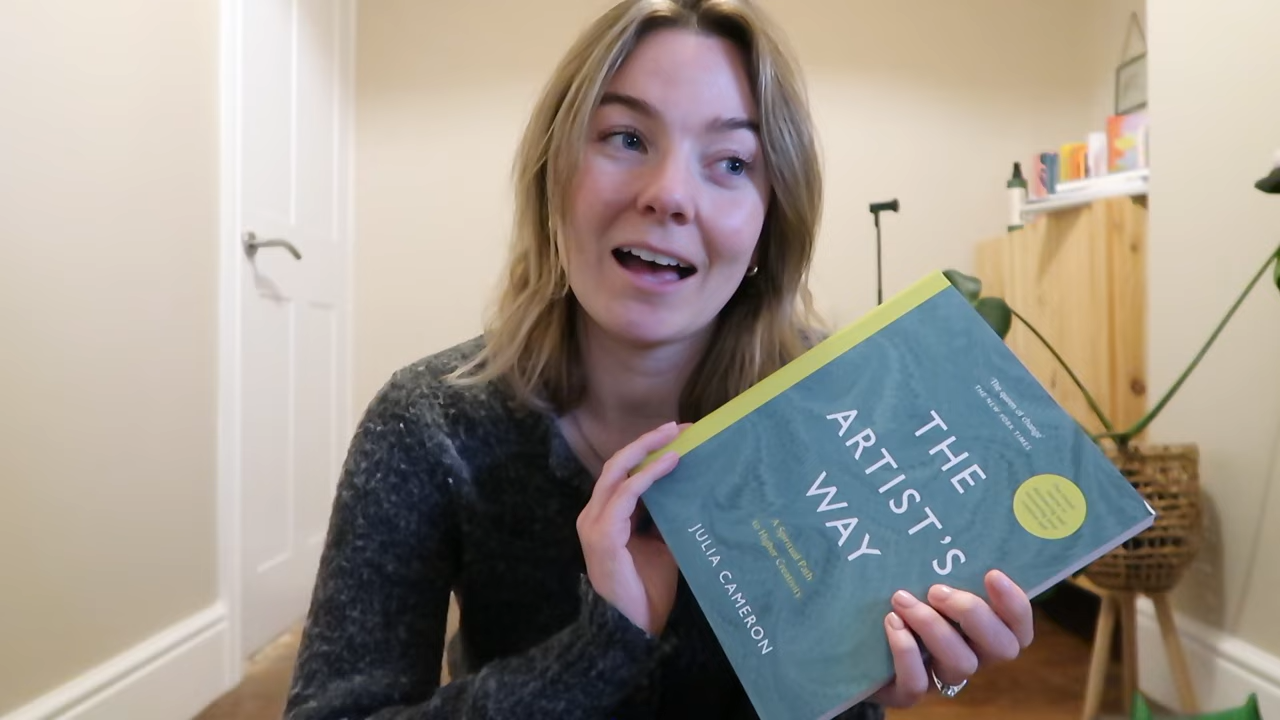 'The queen of change'
THE NEW YORK TIMES
THE
ARTIST'S
WAY
A Spiritual Path
to Higher Creativity
JULIA CAMERON